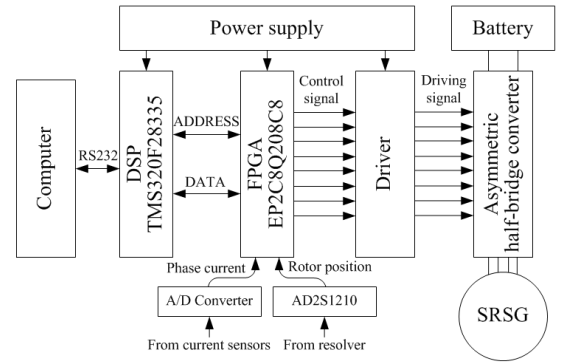 Power supply
Battery
Computer
RS232
DSP
TMS320F28335
ADDRESS
DATA
FPGA
EP2C8Q208C8
Control
signal
Driver
Driving
signal
Asymmetric
half-bridge converter
Phase current
Rotor position
A/D Converter
AD2S1210
SRSG
From current sensors
From resolver